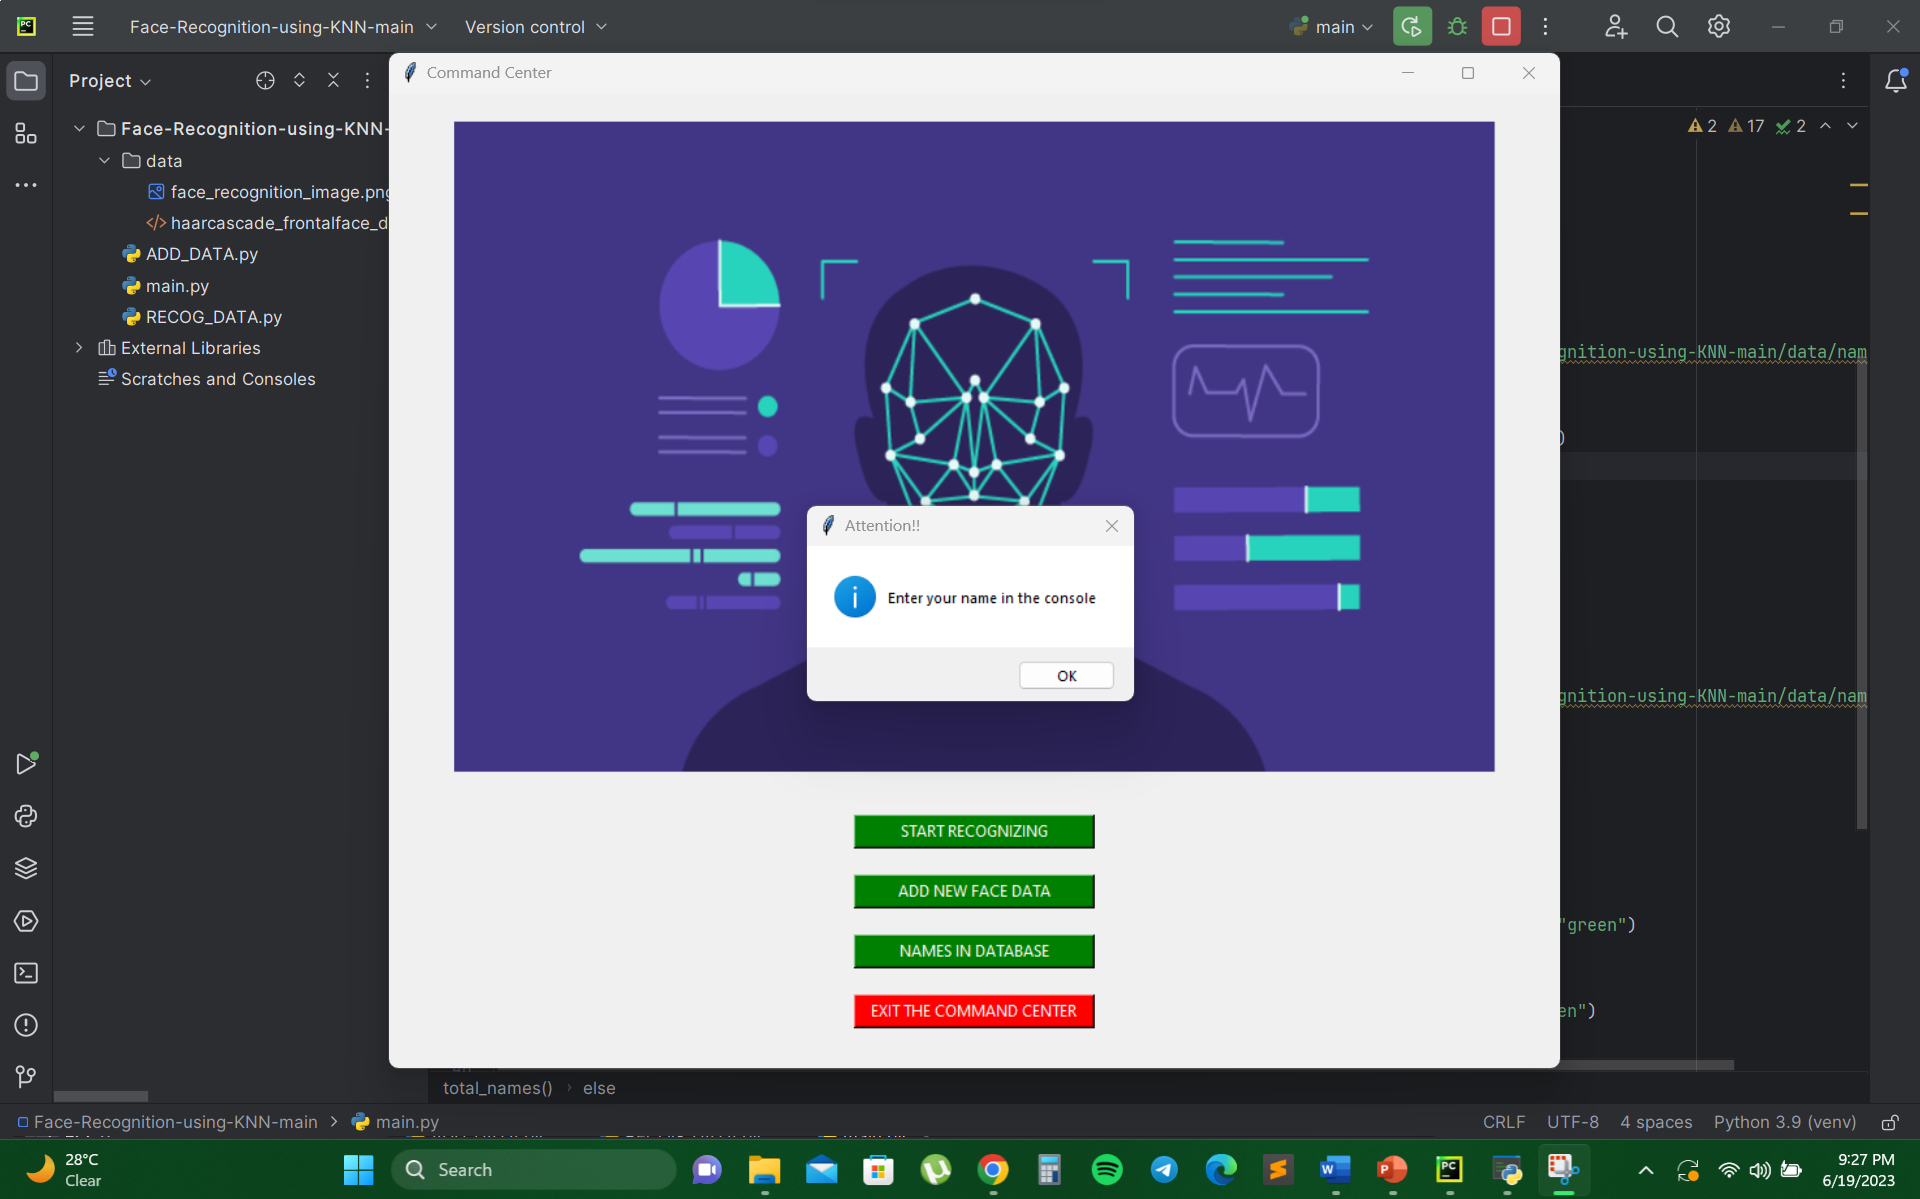 PC
Face-Recognition-using-KNN-main
Version control
main
Project
Command Center
Face-Recognition-using-KNN-
data
face_recognition_image.png
haarcascade_frontalface_d
ADD_DATA.py
main.py
RECOG_DATA.py
External Libraries
Scratches and Consoles
2 17 2
gnition-using-KNN-main/data/nam
)
Attention!!
Enter your name in the console
OK
gnition-using-KNN-main/data/nam
START RECOGNIZING
ADD NEW FACE DATA
"green")
NAMES IN DATABASE
EXIT THE COMMAND CENTER
en")
total_names() › else
Face-Recognition-using-KNN-main > main.py
CRLF UTF-8 4 spaces Python 3.9 (venv)
28°C
Clear
Search
9:27 PM
6/19/2023